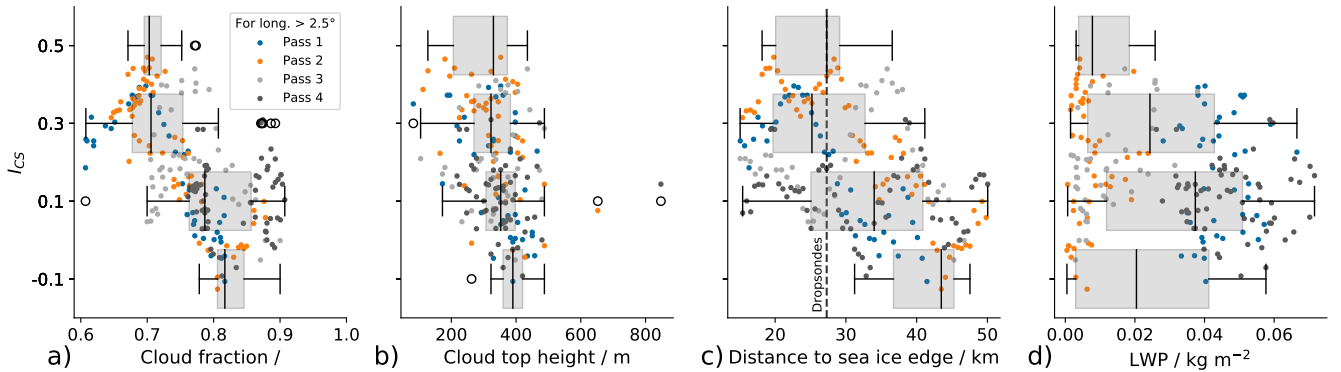 I_CS
0.5
0.3
0.1
-0.1
For long. > 2.5°
Pass 1
Pass 2
Pass 3
Pass 4
0.6 0.7 0.8 0.9 1.0
a) Cloud fraction /
200 400 600 800
b) Cloud top height / m
Dropsondes
20 30 40 50
c) Distance to sea ice edge / km
0.00 0.02 0.04 0.06
d) LWP / kg m⁻²